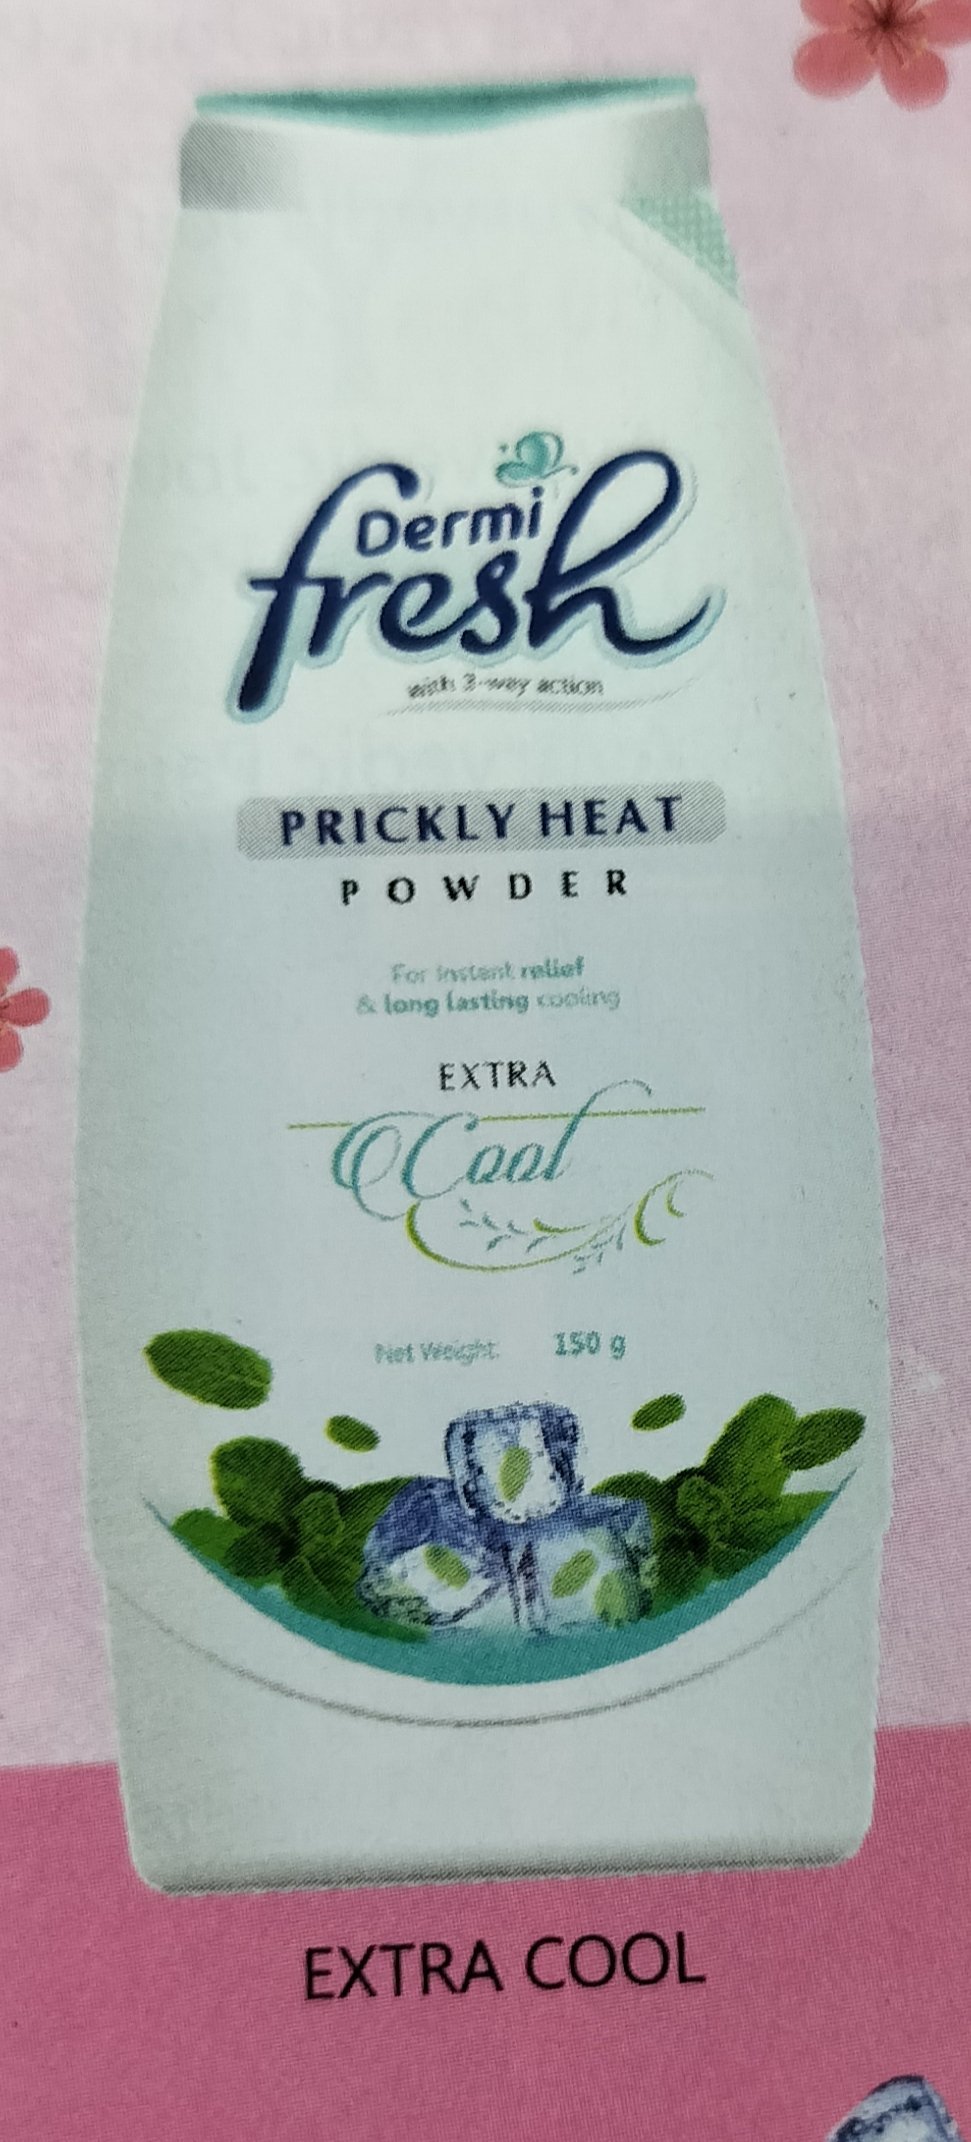 Dermi
fresh
with 3-way action
PRICKLY HEAT
POWDER
For instant relief
& long lasting cooling
EXTRA
Cool
Net Weight: 150 g
EXTRA COOL